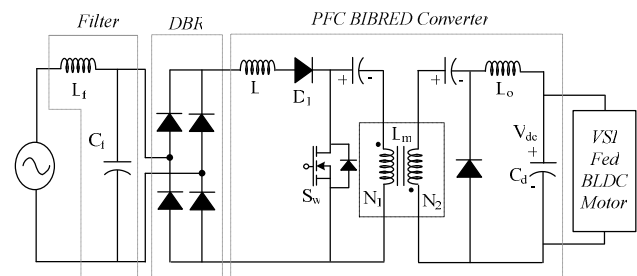 Filter
DBR
PFC BIBRED Converter
Lf
L
D1
+ -
+ -
Lo
Cf
Lm
Vdc
+
Cd
-
Sw
N1
N2
VSI
Fed
BLDC
Motor